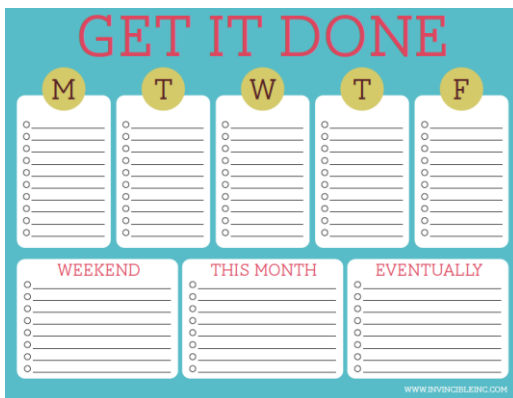 GET IT DONE
M T W T F
WEEKEND THIS MONTH EVENTUALLY
WWW.INVINCIBLEINC.COM